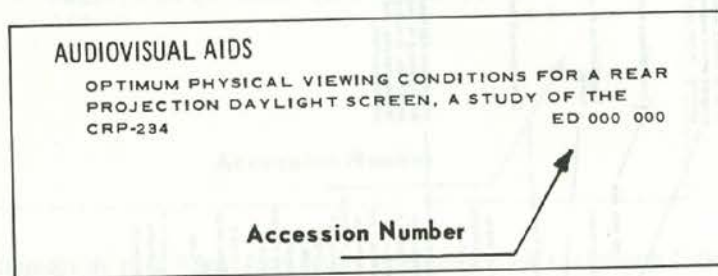 AUDIOVISUAL AIDS
OPTIMUM PHYSICAL VIEWING CONDITIONS FOR A REAR
PROJECTION DAYLIGHT SCREEN, A STUDY OF THE
CRP-234 ED 000 000
Accession Number